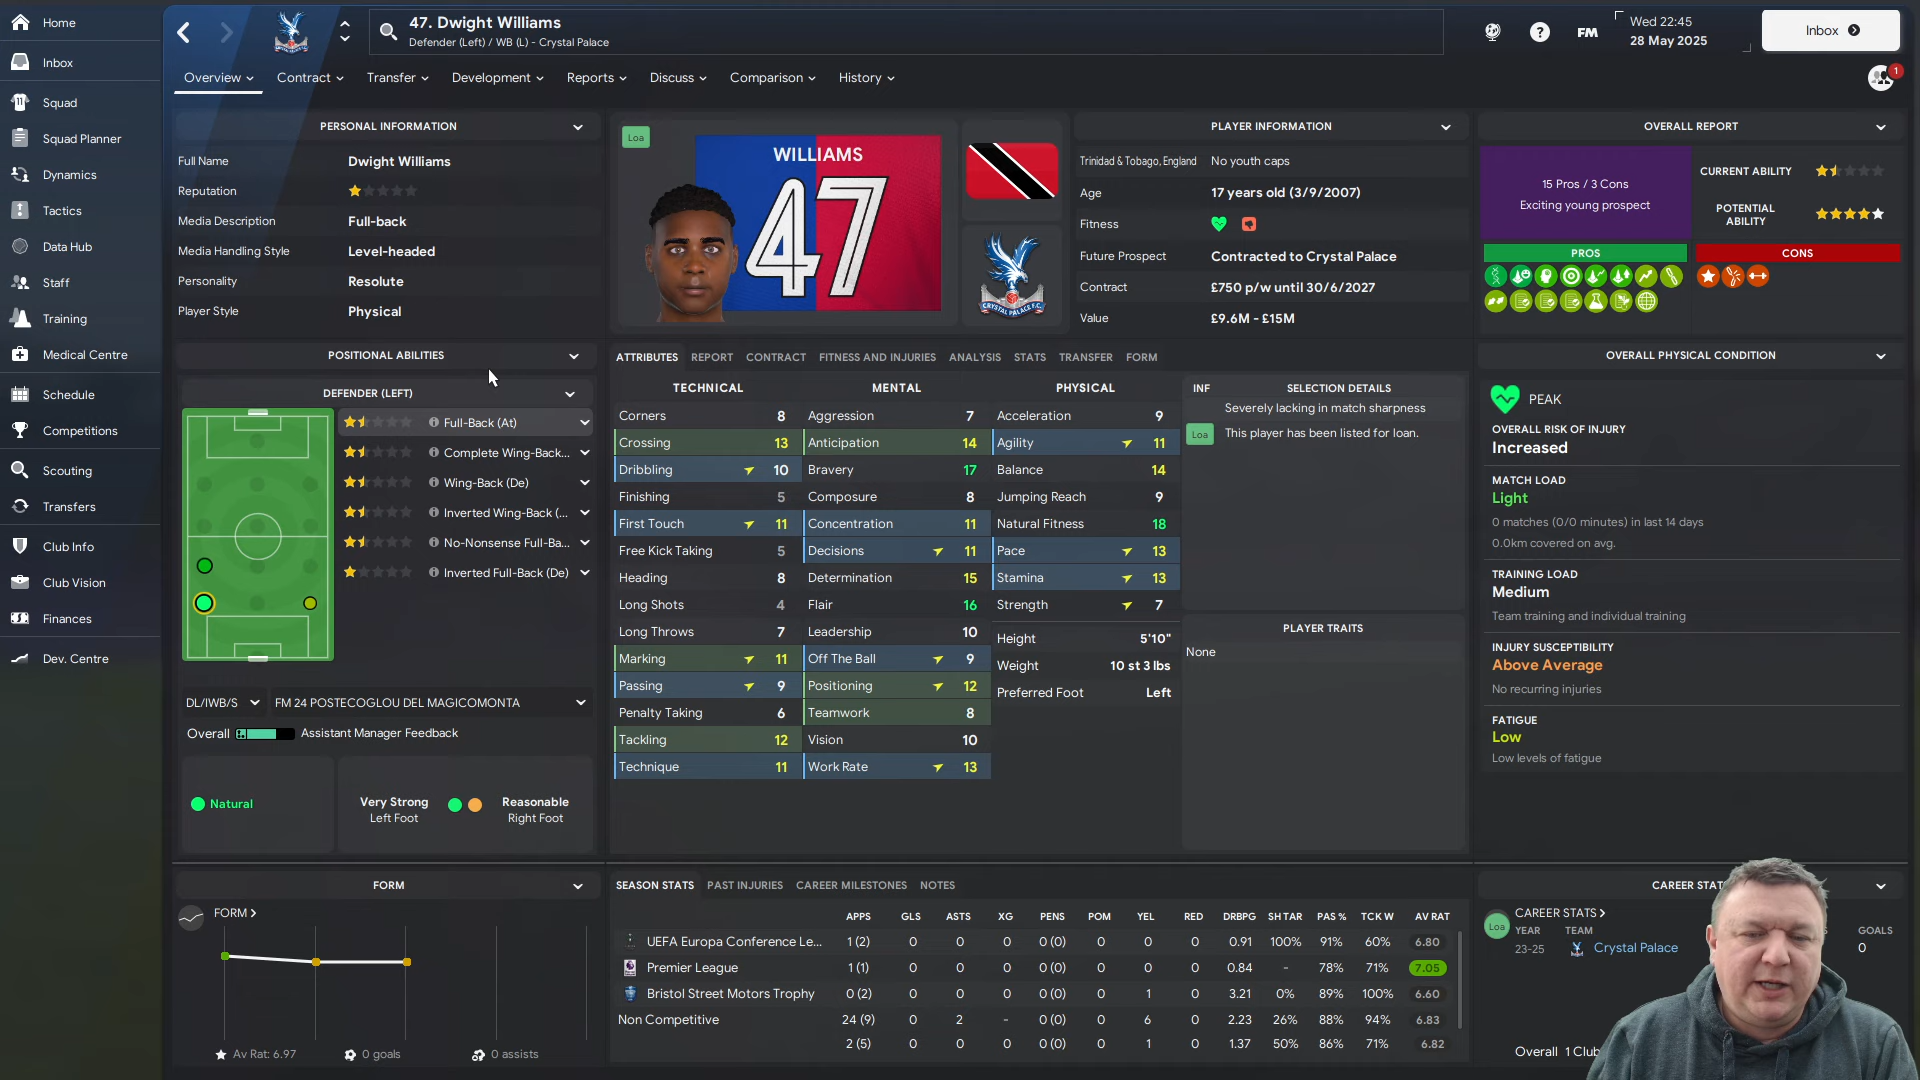 Home
Inbox
Squad
Squad Planner
Dynamics
Tactics
Data Hub
Staff
Training
Medical Centre
Schedule
Competitions
Scouting
Transfers
Club Info
Club Vision
Finances
Dev. Centre
47. Dwight Williams
Defender (Left) / WB (L) - Crystal Palace
?
FM
Wed 22:45
28 May 2025
Inbox
1
Overview Contract Transfer Development Reports Discuss Comparison History
PERSONAL INFORMATION
Full Name Dwight Williams
Reputation
Media Description Full-back
Media Handling Style Level-headed
Personality Resolute
Player Style Physical
Loa
WILLIAMS
47
CRYSTAL PALACE F.C.
PLAYER INFORMATION
Trinidad & Tobago, England No youth caps
Age 17 years old (3/9/2007)
Fitness
Future Prospect Contracted to Crystal Palace
Contract £750 p/w until 30/6/2027
Value £9.6M - £15M
OVERALL REPORT
15 Pros / 3 Cons
Exciting young prospect
CURRENT ABILITY
POTENTIAL
ABILITY
PROS CONS
POSITIONAL ABILITIES
DEFENDER (LEFT)
Full-Back (At)
Complete Wing-Back...
Wing-Back (De)
Inverted Wing-Back (...
No-Nonsense Full-Ba...
Inverted Full-Back (De)
DL/IWB/S FM 24 POSTECOGLOU DEL MAGICOMONTA
Overall Assistant Manager Feedback
Natural
Very Strong
Left Foot
Reasonable
Right Foot
ATTRIBUTES REPORT CONTRACT FITNESS AND INJURIES ANALYSIS STATS TRANSFER FORM
TECHNICAL
Corners 8
Crossing 13
Dribbling 10
Finishing 5
First Touch 11
Free Kick Taking 5
Heading 8
Long Shots 4
Long Throws 7
Marking 11
Passing 9
Penalty Taking 6
Tackling 12
Technique 11
MENTAL
Aggression 7
Anticipation 14
Bravery 17
Composure 8
Concentration 11
Decisions 11
Determination 15
Flair 16
Leadership 10
Off The Ball 9
Positioning 12
Teamwork 8
Vision 10
Work Rate 13
PHYSICAL
Acceleration 9
Agility 11
Balance 14
Jumping Reach 9
Natural Fitness 18
Pace 13
Stamina 13
Strength 7
Height 5'10"
Weight 10 st 3 lbs
Preferred Foot Left
INF SELECTION DETAILS
Severely lacking in match sharpness
Loa This player has been listed for loan.
PLAYER TRAITS
None
OVERALL PHYSICAL CONDITION
PEAK
OVERALL RISK OF INJURY
Increased
MATCH LOAD
Light
0 matches (0/0 minutes) in last 14 days
0.0km covered on avg.
TRAINING LOAD
Medium
Team training and individual training
INJURY SUSCEPTIBILITY
Above Average
No recurring injuries
FATIGUE
Low
Low levels of fatigue
FORM
FORM
Av Rat: 6.97 0 goals 0 assists
SEASON STATS PAST INJURIES CAREER MILESTONES NOTES
APPS GLS ASTS XG PENS POM YEL RED DRBPG SH TAR PAS % TCK W AV RAT
UEFA Europa Conference Le... 1 (2) 0 0 0 0 (0) 0 0 0 0.91 100% 91% 60% 6.80
Premier League 1 (1) 0 0 0 0 (0) 0 0 0 0.84 - 78% 71% 7.05
Bristol Street Motors Trophy 0 (2) 0 0 0 0 (0) 0 1 0 3.21 0% 89% 100% 6.60
Non Competitive 24 (9) 0 2 - 0 (0) 0 6 0 2.23 26% 88% 94% 6.83
2 (5) 0 0 0 0 (0) 0 1 0 1.37 50% 86% 71% 6.82
CAREER STAT
Loa
CAREER STATS
YEAR TEAM GOALS
23-25 Crystal Palace 0
Overall 1 Club